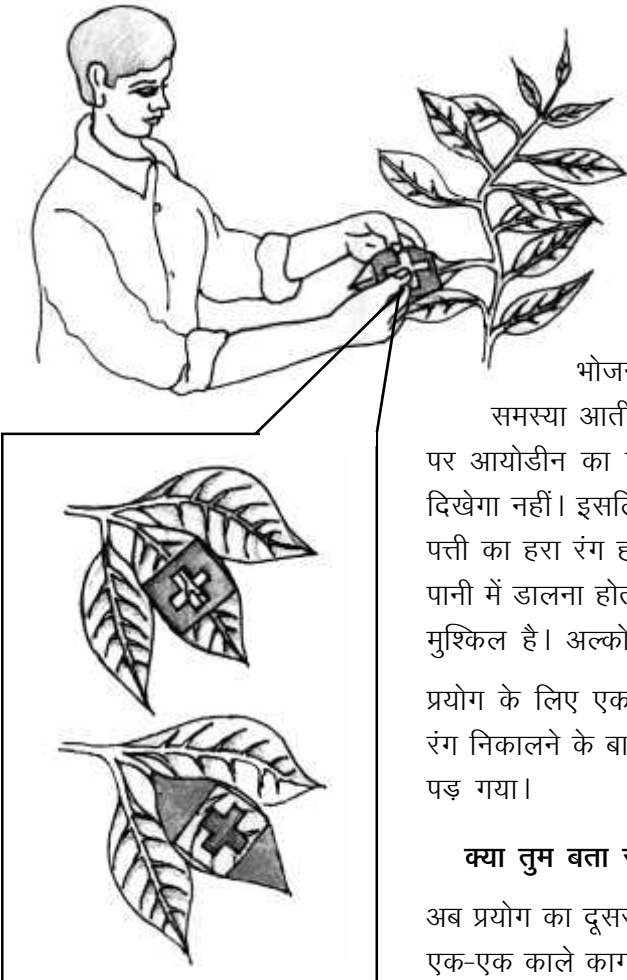 भोजन
समस्या आती
पर आयोडीन का
दिखेगा नहीं। इसलि
पत्ती का हरा रंग ह
पानी में डालना होत
मुश्किल है। अल्को
प्रयोग के लिए एक
रंग निकालने के बा
पड़ गया।
क्या तुम बता
अब प्रयोग का दूसर
एक-एक काले काग